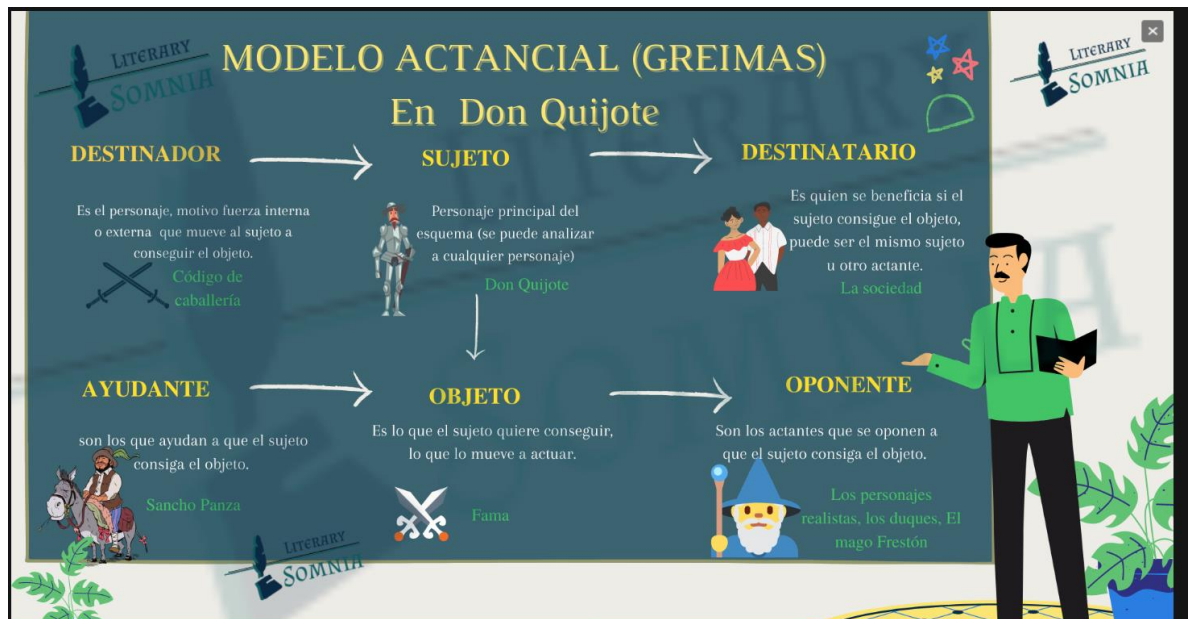 LITERARY
SOMNIA
MODELO ACTANCIAL (GREIMAS)
En Don Quijote
LITERARY
SOMNIA
DESTINADOR
Es el personaje, motivo fuerza interna
o externa que mueve al sujeto a
conseguir el objeto.
Código de
caballería
SUJETO
Personaje principal del
esquema (se puede analizar
a cualquier personaje)
Don Quijote
DESTINATARIO
Es quien se beneficia si el
sujeto consigue el objeto,
puede ser el mismo sujeto
u otro actante.
La sociedad
AYUDANTE
son los que ayudan a que el sujeto
consiga el objeto.
Sancho Panza
OBJETO
Es lo que el sujeto quiere conseguir,
lo que lo mueve a actuar.
Fama
OPONENTE
Son los actantes que se oponen a
que el sujeto consiga el objeto.
Los personajes
realistas, los duques, El
mago Frestón
LITERARY
SOMNIA
LITERARY
SOMNIA